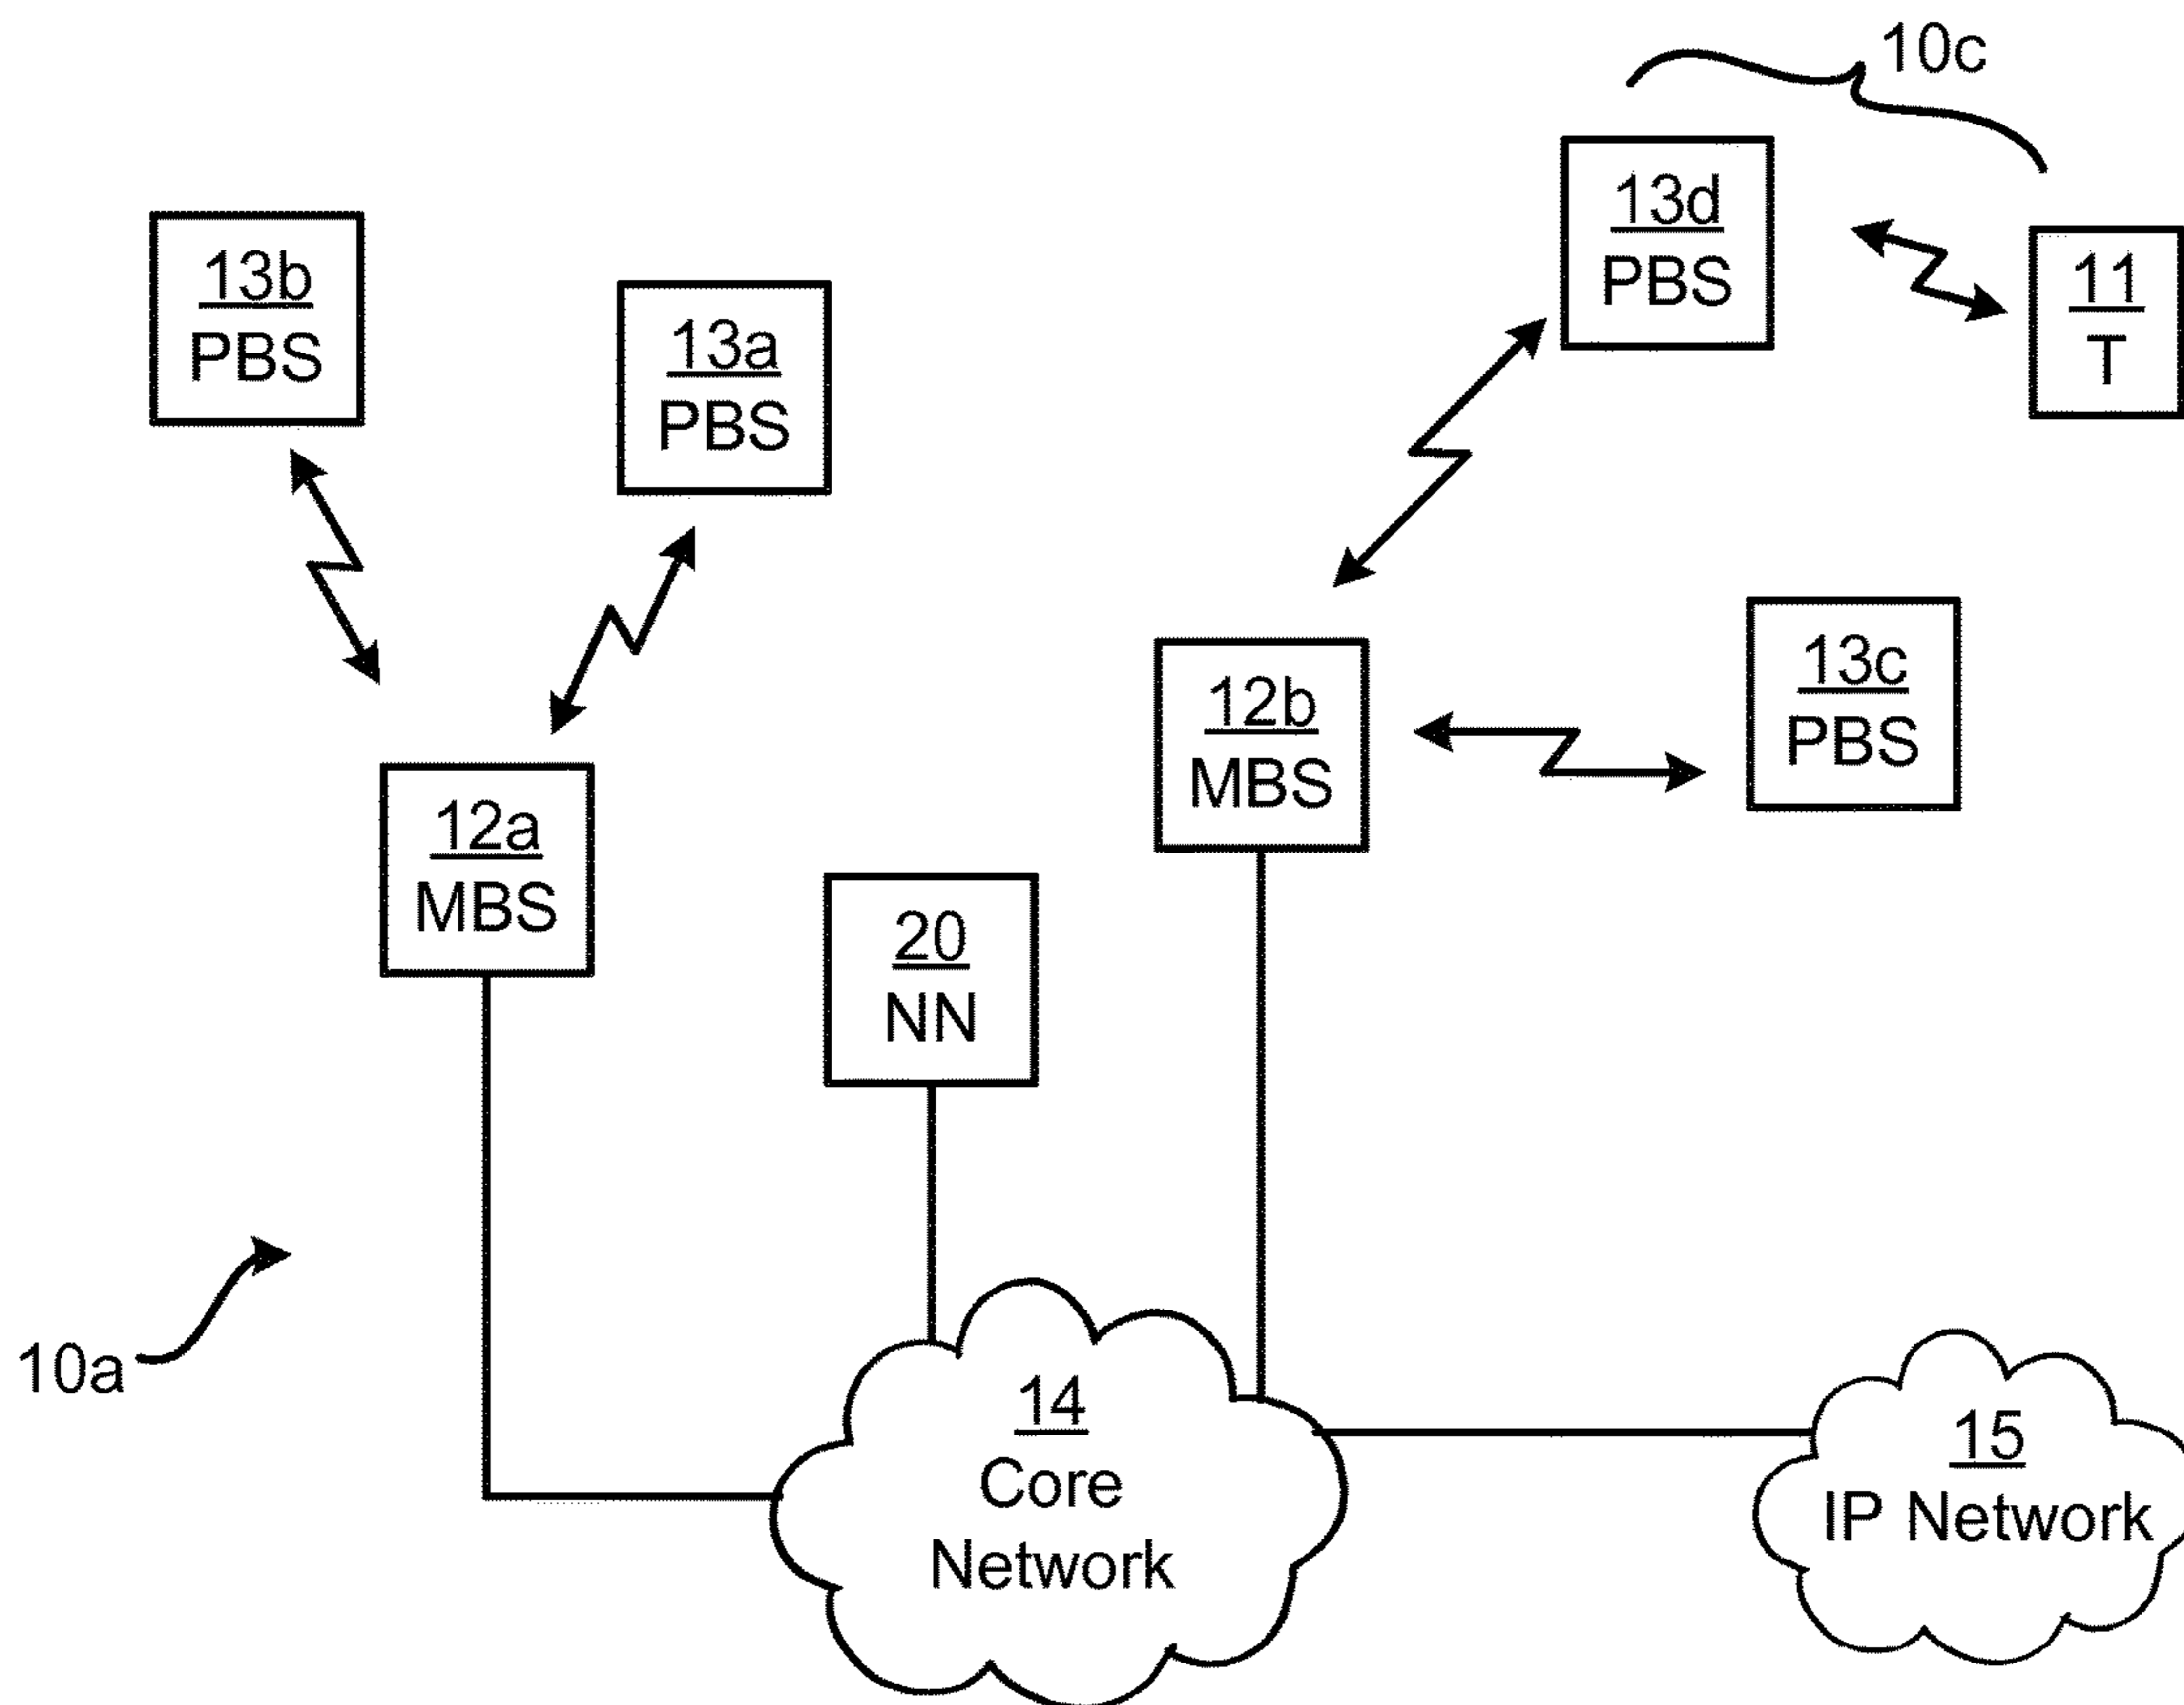 10c
13d
PBS
13b
PBS
11
T
13a
PBS
13c
PBS
12b
MBS
12a
MBS
20
NN
10a
14
Core
Network
15
IP Network